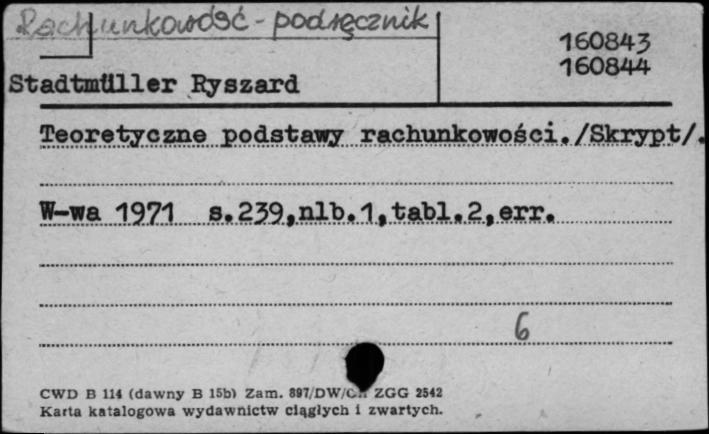 Rachunkowość - podręcznik
160843
160844
Stadtmüller Ryszard
Teoretyczne podstawy rachunkowości./Skrypt/.
W-wa 1971 s.239,nlb.1,tabl.2,err.
6
CWD B 114 (dawny B 15b) Zam. 897/DW/ ZGG 2542
Karta katalogowa wydawnictw ciągłych i zwartych.